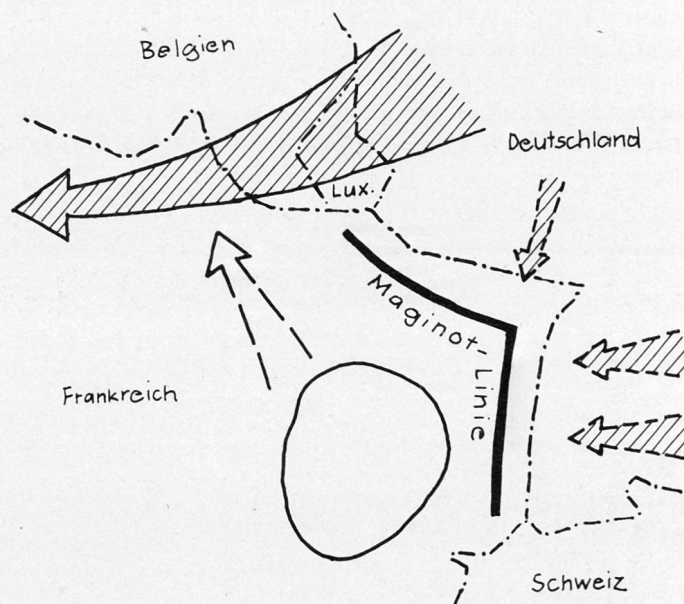 Belgien
Deutschland
Lux.
Maginot-Linie
Frankreich
Schweiz